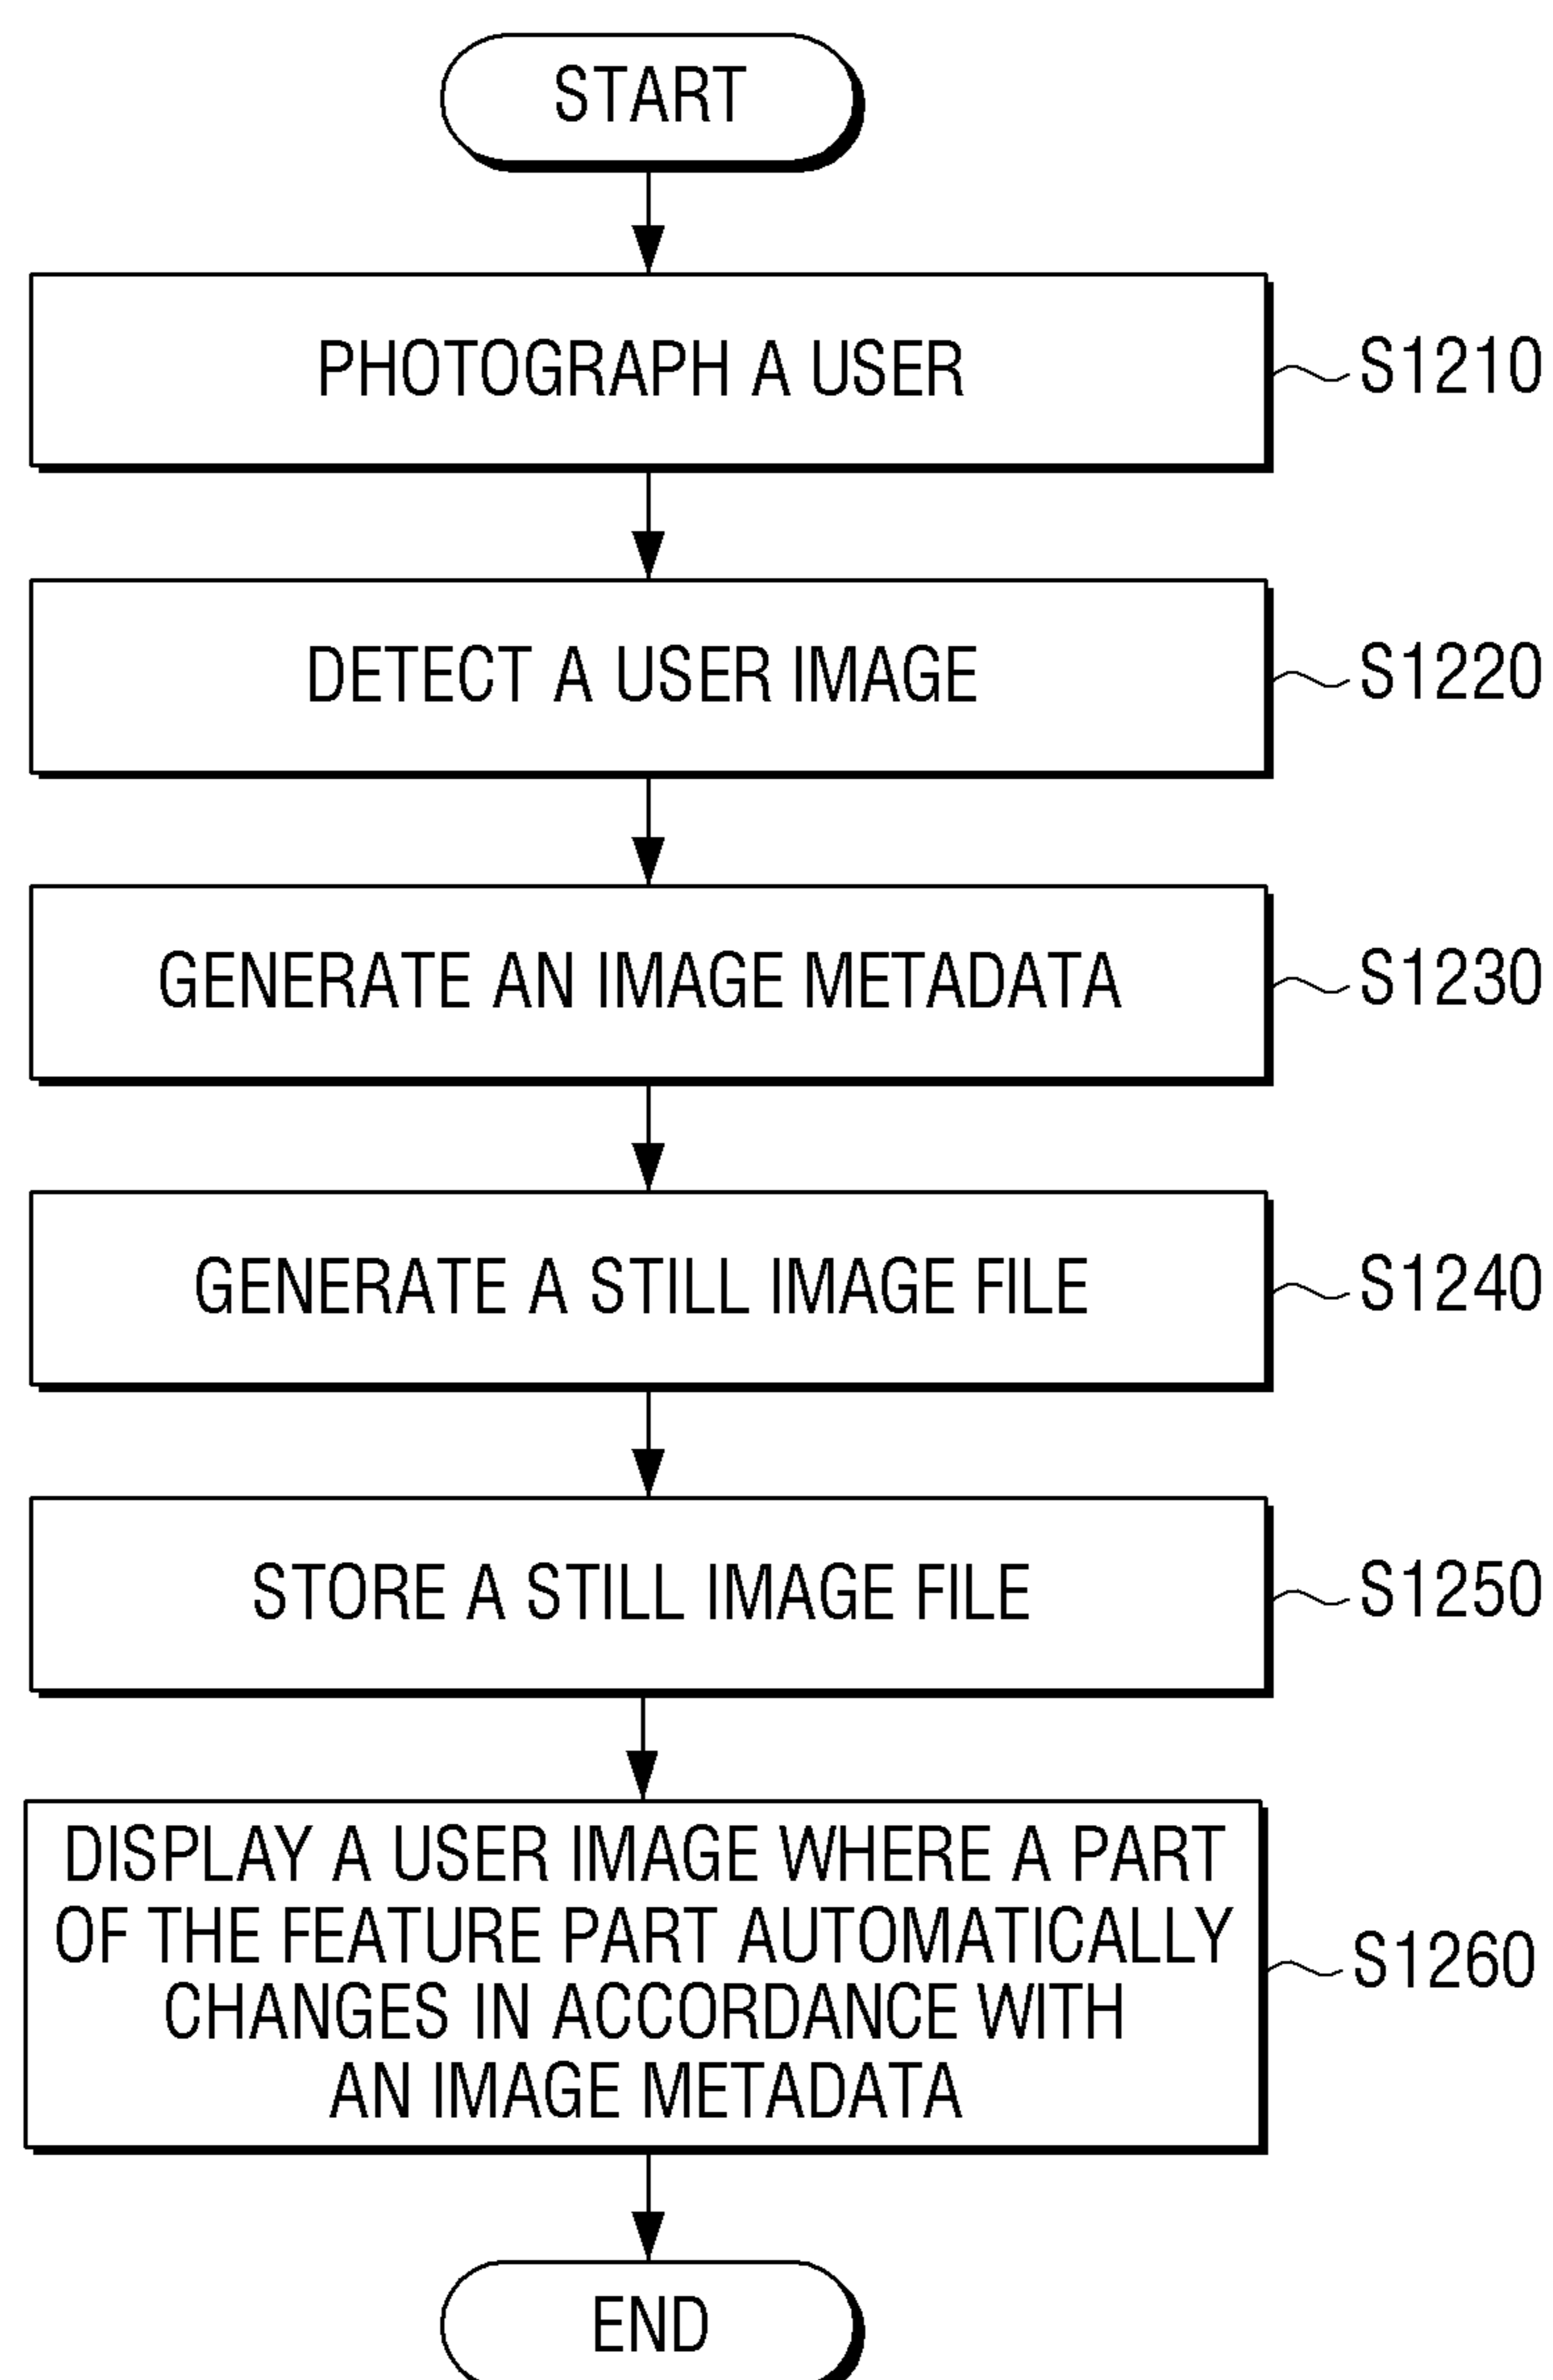 START
PHOTOGRAPH A USER
S1210
DETECT A USER IMAGE
S1220
GENERATE AN IMAGE METADATA
S1230
GENERATE A STILL IMAGE FILE
S1240
STORE A STILL IMAGE FILE
S1250
DISPLAY A USER IMAGE WHERE A PART
OF THE FEATURE PART AUTOMATICALLY
CHANGES IN ACCORDANCE WITH
AN IMAGE METADATA
S1260
END